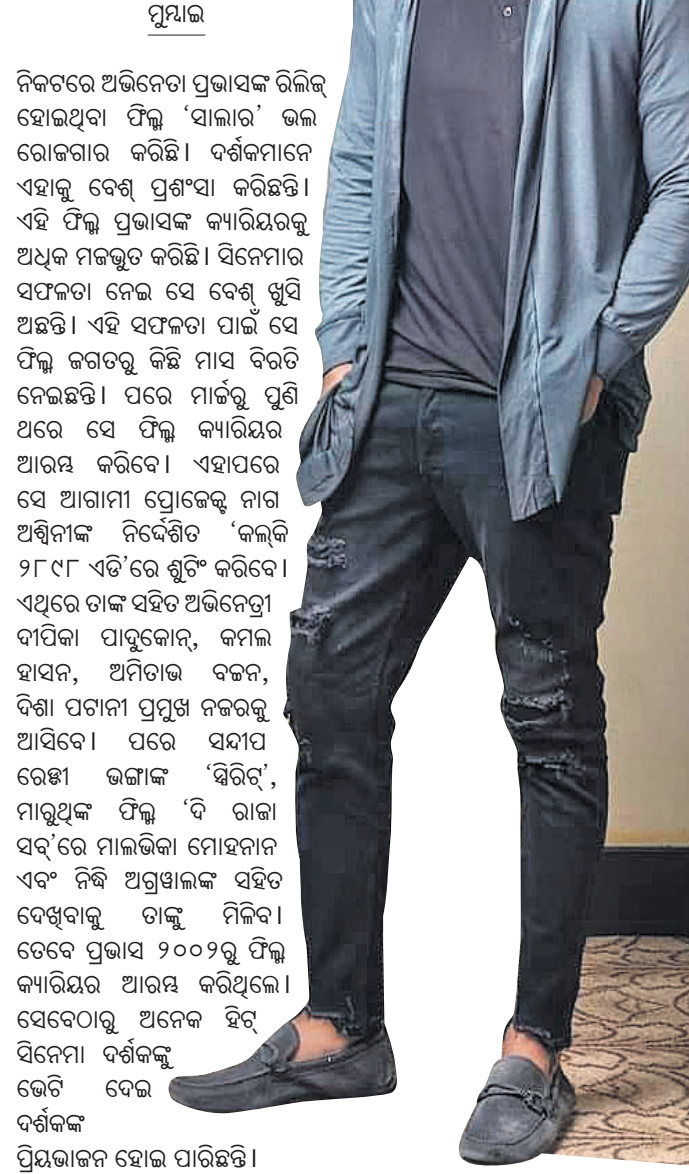 ମୁମ୍ବାଇ
ନିକଟରେ ଅଭିନେତା ପ୍ରଭାସଙ୍କ ରିଲିଜ୍
ହୋଇଥିବା ଫିଲ୍ମ ‘ସାଲାର’ ଭଲ
ରୋଜଗାର କରିଛି। ଦର୍ଶକମାନେ
ଏହାକୁ ବେଶ୍ ପ୍ରଶଂସା କରିଛନ୍ତି।
ଏହି ଫିଲ୍ମ ପ୍ରଭାସଙ୍କ କ୍ୟାରିୟରକୁ
ଅଧିକ ମଜଭୁତ କରିଛି। ସିନେମାର
ସଫଳତା ନେଇ ସେ ବେଶ୍ ଖୁସି
ଅଛନ୍ତି। ଏହି ସଫଳତା ପାଇଁ ସେ
ଫିଲ୍ମ ଜଗତରୁ କିଛି ମାସ ବିରତି
ନେଇଛନ୍ତି। ପରେ ମାର୍ଚ୍ଚରୁ ପୁଣି
ଥରେ ସେ ଫିଲ୍ମ କ୍ୟାରିୟର
ଆରମ୍ଭ କରିବେ। ଏହାପରେ
ସେ ଆଗାମୀ ପ୍ରୋଜେକ୍ଟ ନାଗ
ଅଶ୍ୱିନୀଙ୍କ ନିର୍ଦ୍ଦେଶିତ ‘କଲ୍‌କି
୨୮୯୮ ଏଡି’ରେ ଶୁଟିଂ କରିବେ।
ଏଥିରେ ତାଙ୍କ ସହିତ ଅଭିନେତ୍ରୀ
ଦୀପିକା ପାଦୁକୋନ୍, କମଲ
ହାସନ, ଅମିତାଭ ବଚ୍ଚନ,
ଦିଶା ପଟାନୀ ପ୍ରମୁଖ ନଜରକୁ
ଆସିବେ। ପରେ ସନ୍ଦୀପ
ରେଡ୍ଡୀ ଭଙ୍ଗାଙ୍କ ‘ସ୍ପିରିଟ୍’,
ମାରୁଥିଙ୍କ ଫିଲ୍ମ ‘ଦି ରାଜା
ସବ୍’ରେ ମାଲଭିକା ମୋହନାନ
ଏବଂ ନିଦ୍ଧି ଅଗ୍ରୱାଲଙ୍କ ସହିତ
ଦେଖିବାକୁ ତାଙ୍କୁ ମିଳିବ।
ତେବେ ପ୍ରଭାସ ୨୦୦୨ରୁ ଫିଲ୍ମ
କ୍ୟାରିୟର ଆରମ୍ଭ କରିଥିଲେ।
ସେବେଠାରୁ ଅନେକ ହିଟ୍
ସିନେମା ଦର୍ଶକଙ୍କୁ
ଭେଟି ଦେଇ
ଦର୍ଶକଙ୍କ
ପ୍ରିୟଭାଜନ ହୋଇ ପାରିଛନ୍ତି।